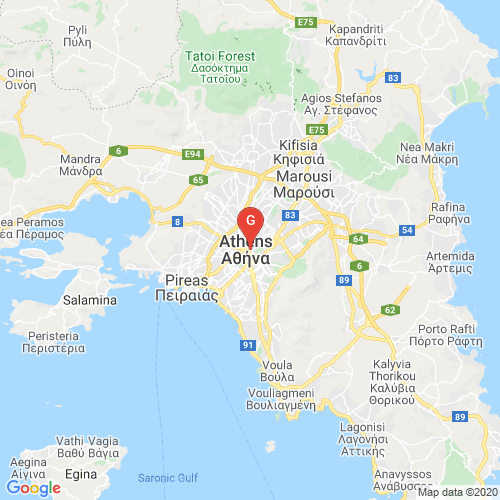 Pyli
Πύλη
E75
Kapandriti
Καπανδρίτι
Tatoi Forest
Δασόκτημα
Τατοΐου
Oinoi
Οινόη
83
Agios Stefanos
Αγ. Στέφανος
E75
Kifisia
Κηφισιά
Nea Makri
Νέα Μάκρη
6
E94
Mandra
Μάνδρα
65
Marousi
Μαρούσι
Rafina
Ραφήνα
ea Peramos
έα Πέραμος
8
G
83
54
64
Athens
Αθήνα
6
Artemida
Άρτεμις
Pireas
Πειραιάς
89
Salamina
62
Peristeria
Περιστέρια
Porto Rafti
Πόρτο Ράφτη
91
Voula
Βούλα
Kalyvia
Thorikou
Καλύβια
Θορικού
Vouliagmeni
Βουλιαγμένη
89
Lagonisi
Λαγονήσι
Αττικής
Vathi Vagia
Βαθύ Βάγια
Aegina
Αίγινα
Egina
Saronic Gulf
Anavyssos
Ανάβυσσος
Google
Map data ©2020